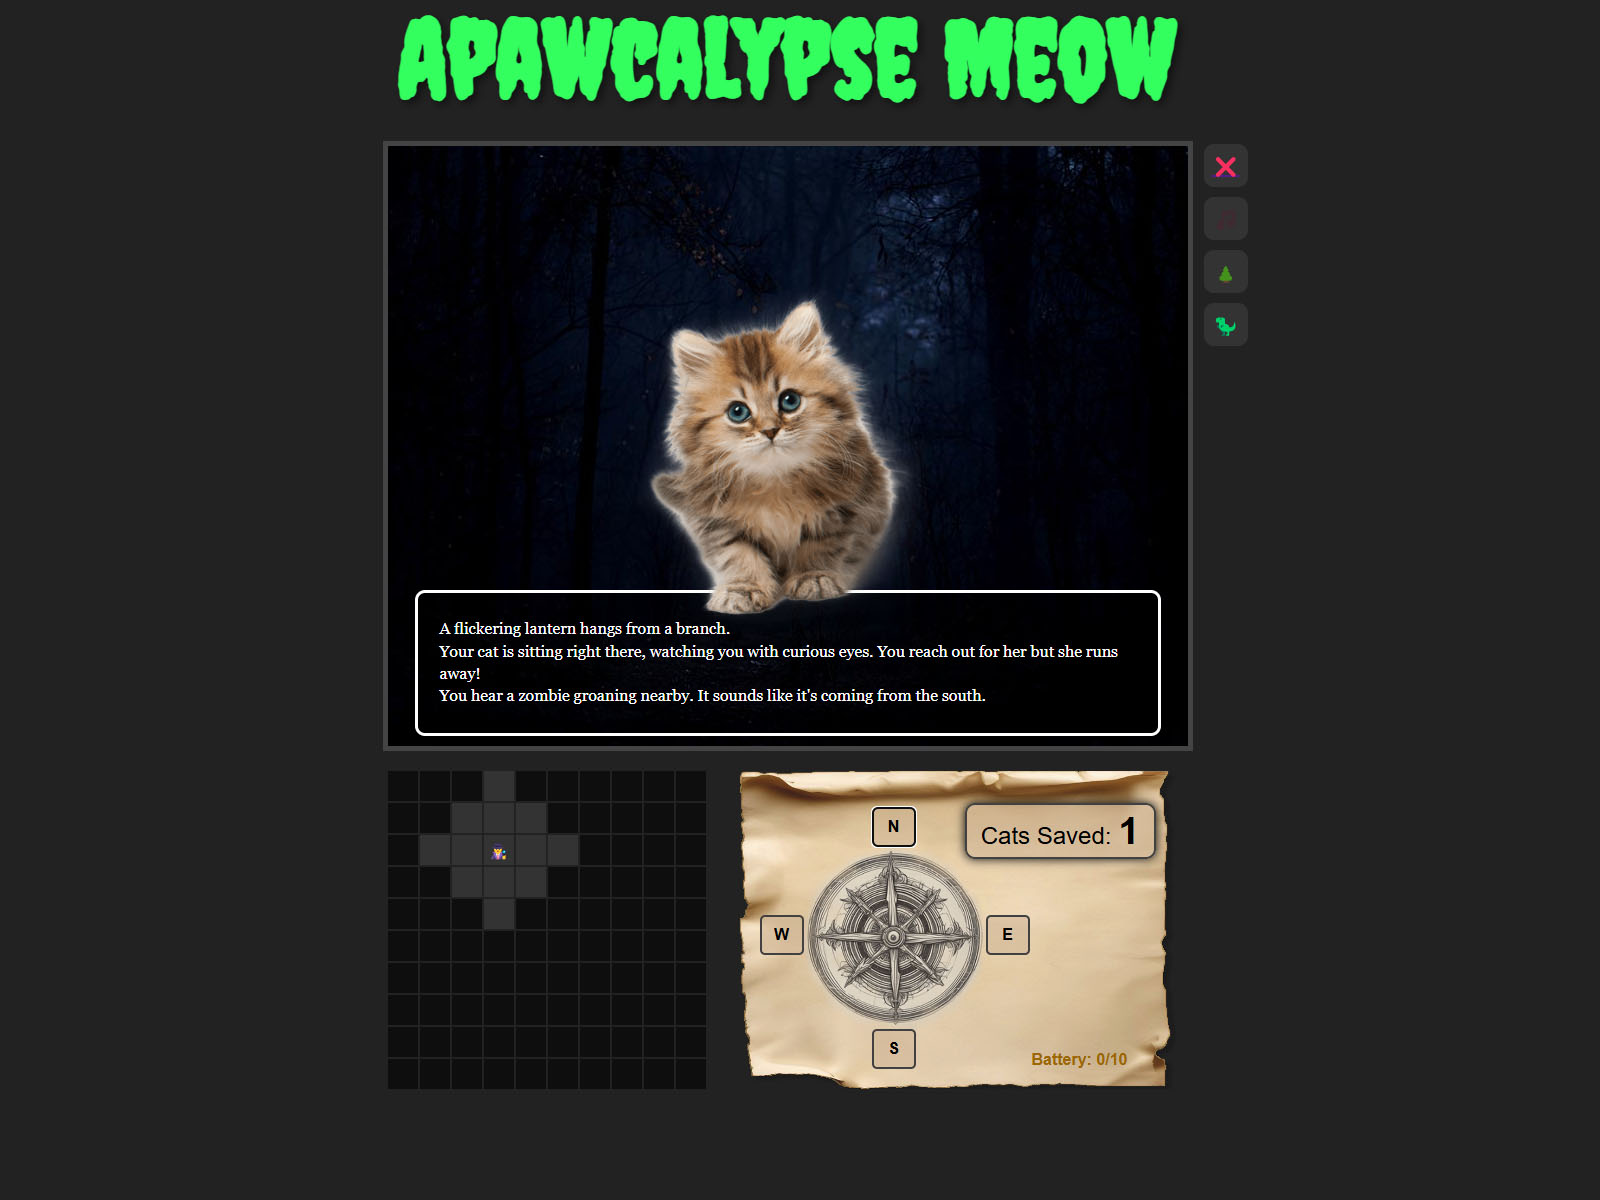 APAWCALYPSE MEOW
A flickering lantern hangs from a branch.
Your cat is sitting right there, watching you with curious eyes. You reach out for her but she runs
away!
You hear a zombie groaning nearby. It sounds like it's coming from the south.
N
Cats Saved: 1
W
E
S
Battery: 0/10